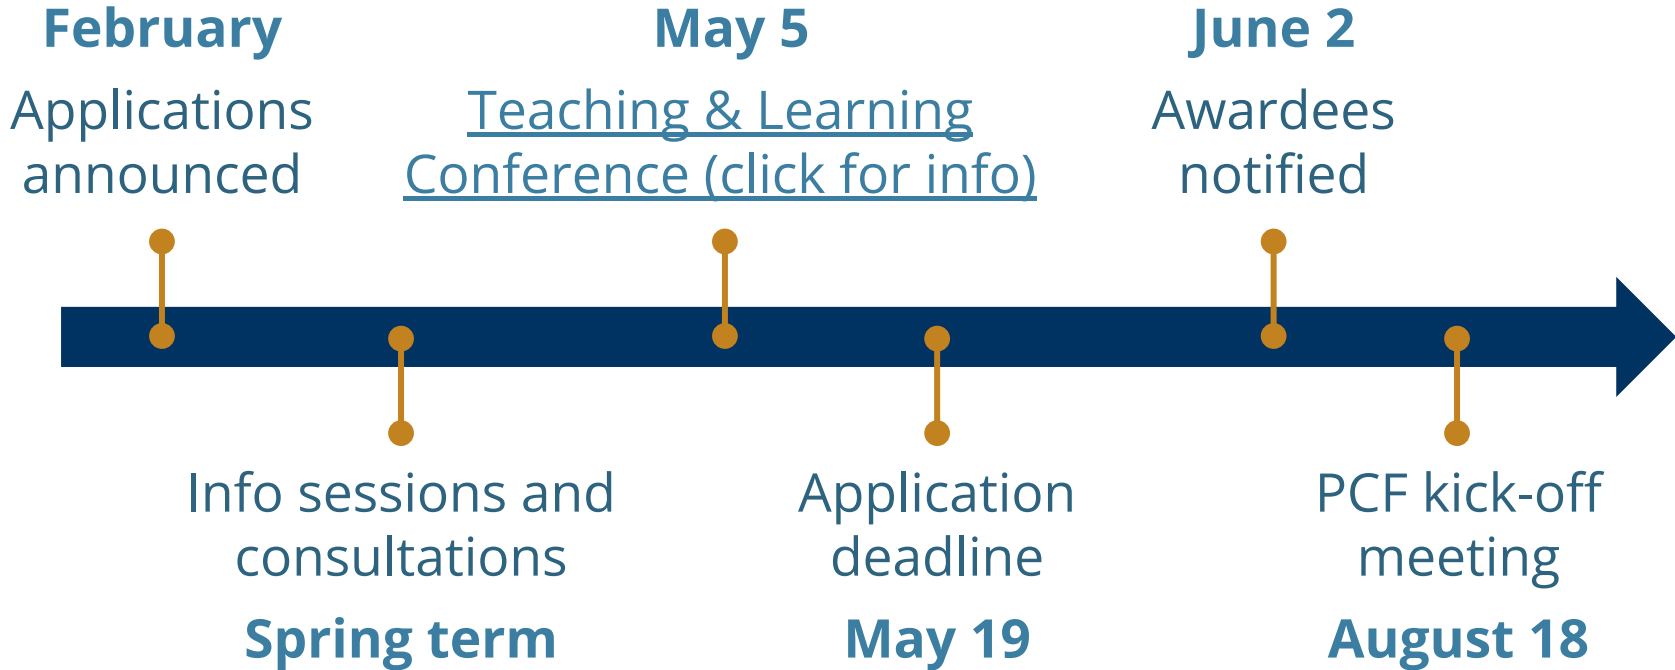 February
Applications
announced
May 5
Teaching & Learning
Conference (click for info)
June 2
Awardees
notified
Info sessions and
consultations
Spring term
Application
deadline
May 19
PCF kick-off
meeting
August 18